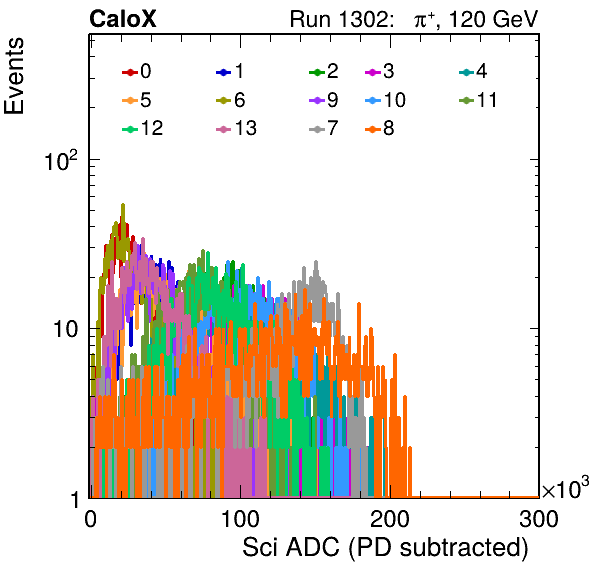 CaloX Run 1302: π⁺, 120 GeV
Events
0 1 2 3 4
5 6 9 10 11
12 13 7 8
10²
10
1
0 100 200 300
×10³
Sci ADC (PD subtracted)